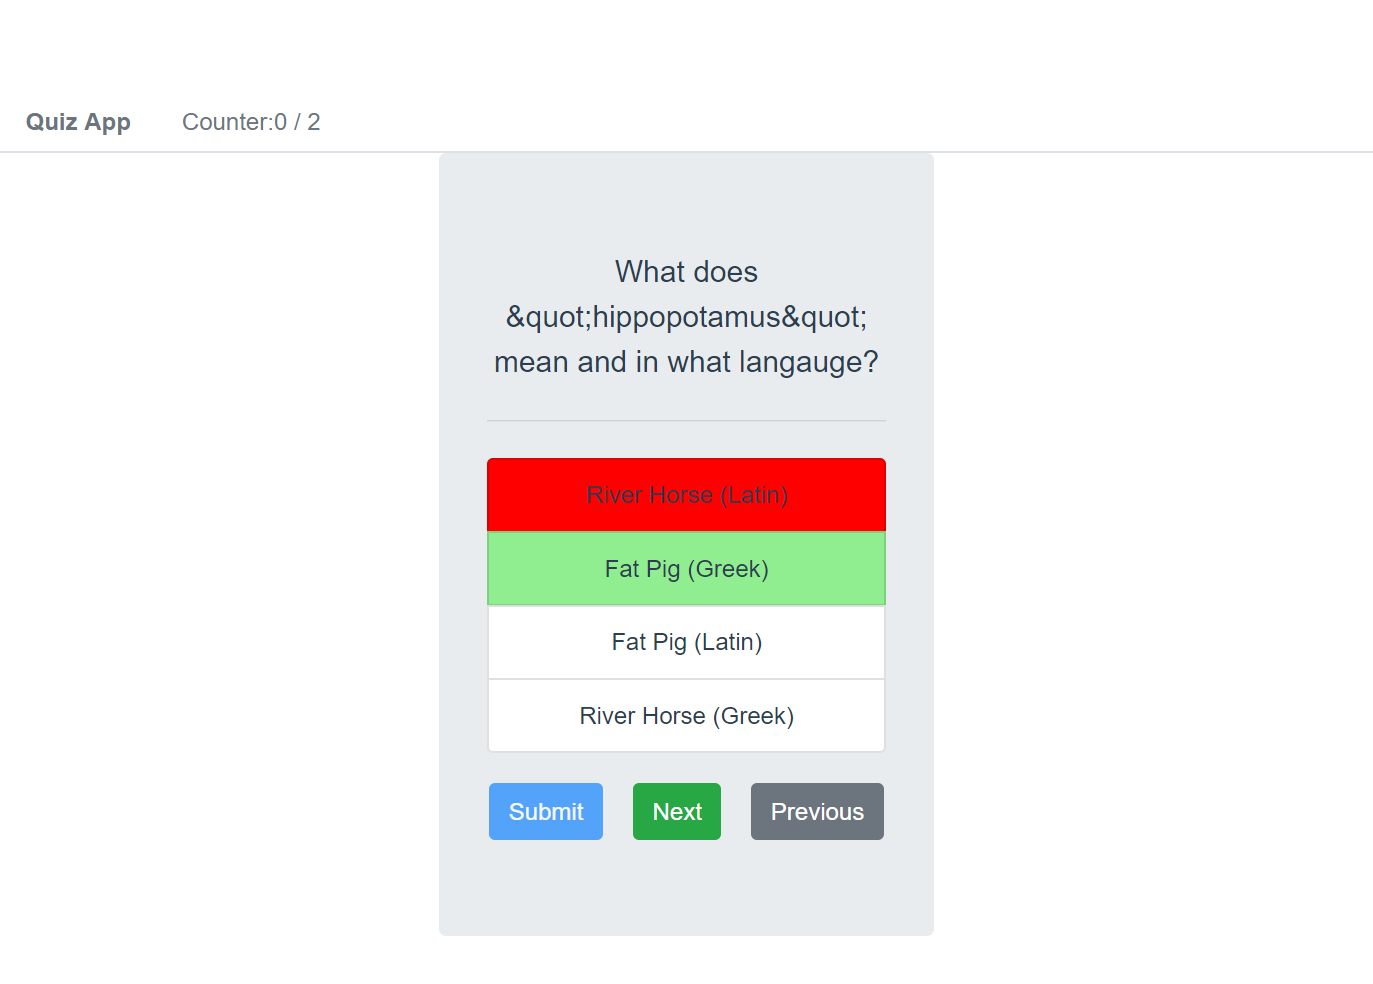 Quiz App Counter:0 / 2
What does
&quot;hippopotamus&quot;
mean and in what langauge?
River Horse (Latin)
Fat Pig (Greek)
Fat Pig (Latin)
River Horse (Greek)
Submit Next Previous